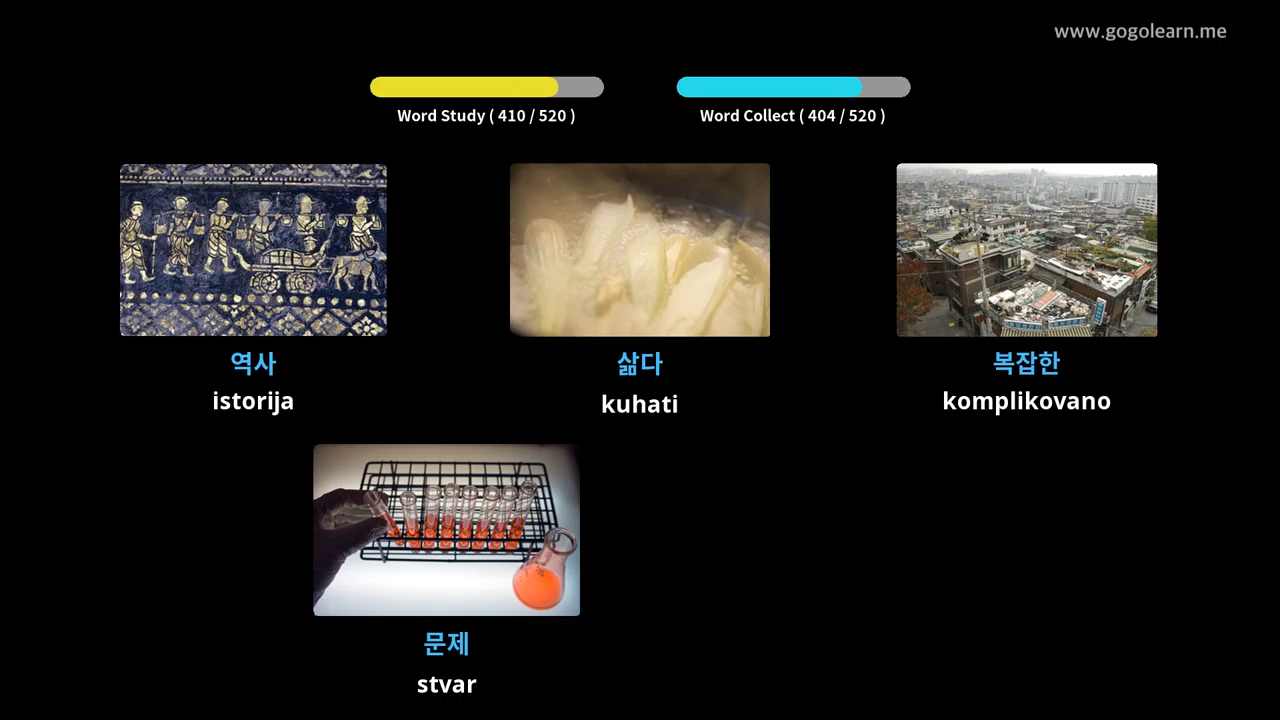 www.gogolearn.me
Word Study ( 410 / 520 )
Word Collect ( 404 / 520 )
역사
istorija
삶다
kuhati
복잡한
komplikovano
문제
stvar